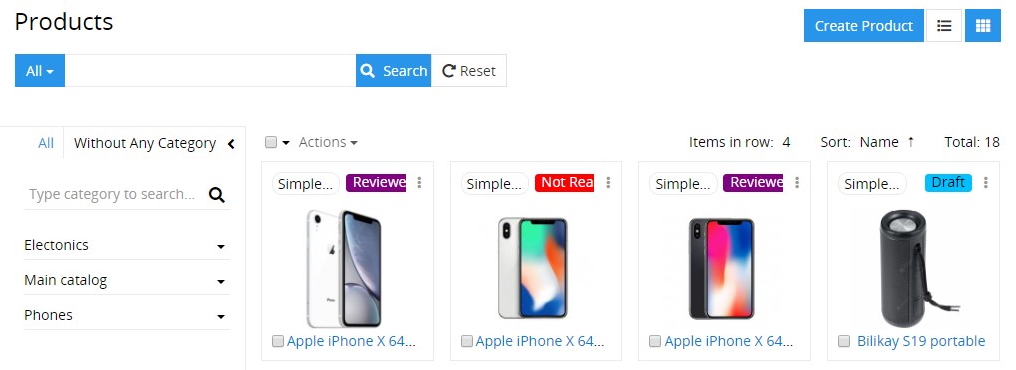 Products
Create Product
All
Search
Reset
All
Without Any Category
Actions
Items in row: 4
Sort: Name ↑
Total: 18
Type category to search...
Electonics
Main catalog
Phones
Simple...
Reviewe
Simple...
Not Rea
Simple...
Reviewe
Simple...
Draft
Apple iPhone X 64...
Apple iPhone X 64...
Apple iPhone X 64...
Bilikay S19 portable